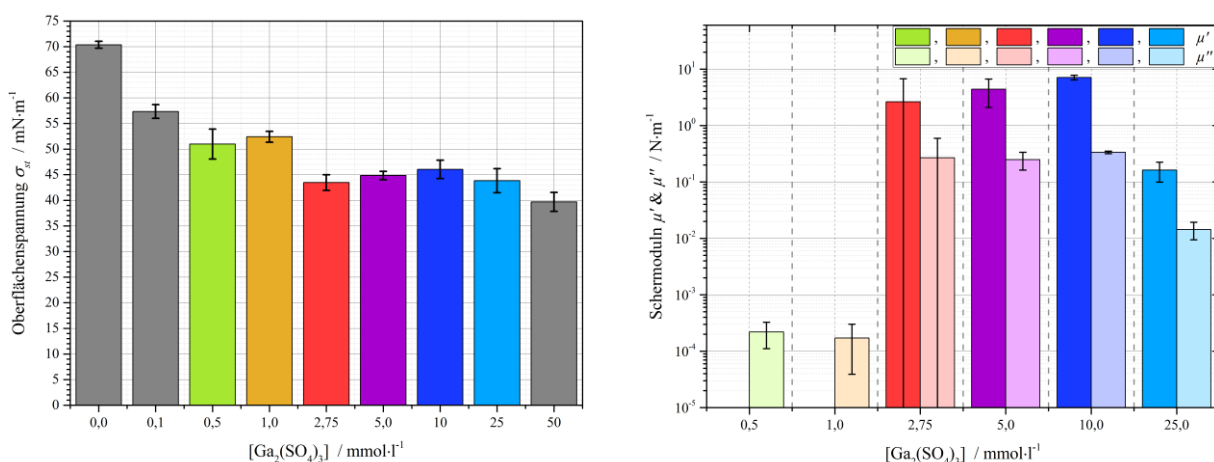 75
70
65
60
55
50
45
40
35
30
25
20
15
10
5
0
Oberflächenspannung σst / mN·m⁻¹
0,0 0,1 0,5 1,0 2,75 5,0 10 25 50
[Ga₂(SO₄)₃] / mmol·l⁻¹
, , , , , μ′
, , , , , μ″
10¹
10⁰
10⁻¹
10⁻²
10⁻³
10⁻⁴
10⁻⁵
Schermoduln μ′ & μ″ / N·m⁻¹
0,5 1,0 2,75 5,0 10,0 25,0
[Ga₂(SO₄)₃] / mmol·l⁻¹